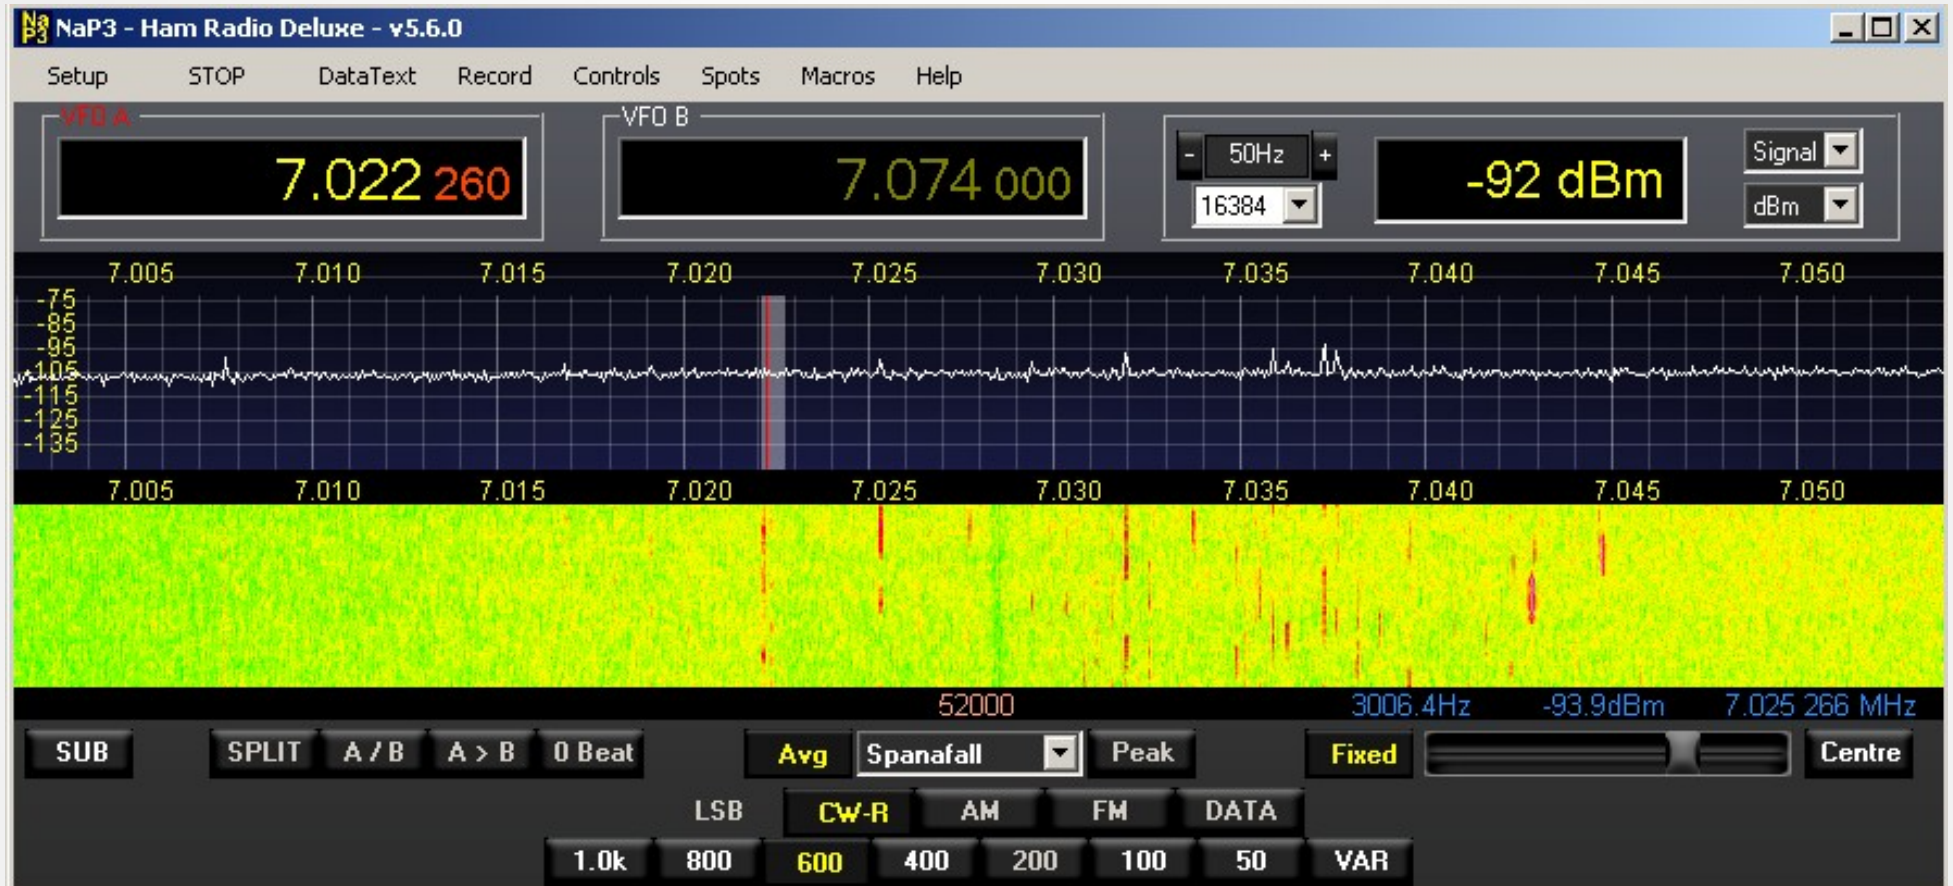 NaP3 NaP3 - Ham Radio Deluxe - v5.6.0
Setup STOP DataText Record Controls Spots Macros Help
VFO A VFO B
7.022 260 7.074 000 - 50Hz + 16384 -92 dBm Signal dBm
7.005 7.010 7.015 7.020 7.025 7.030 7.035 7.040 7.045 7.050
-75
-85
-95
-105
-115
-125
-135
7.005 7.010 7.015 7.020 7.025 7.030 7.035 7.040 7.045 7.050
52000 3006.4Hz -93.9dBm 7.025 266 MHz
SUB SPLIT A / B A > B 0 Beat Avg Spanafall Peak Fixed Centre
LSB CW-R AM FM DATA
1.0k 800 600 400 200 100 50 VAR